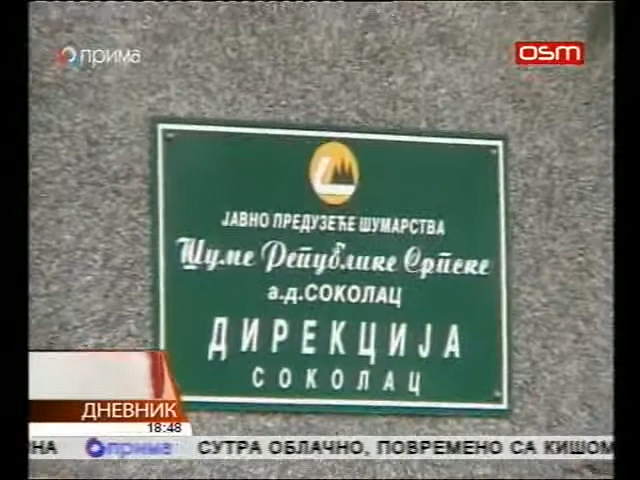 прима
OSM
ЈАВНО ПРЕДУЗЕЋЕ ШУМАРСТВА
Шуме Републике Српске
а.д.СОКОЛАЦ
ДИРЕКЦИЈА
СОКОЛАЦ
ДНЕВНИК
18:48
НА прима СУТРА ОБЛАЧНО, ПОВРЕМЕНО СА КИШОМ